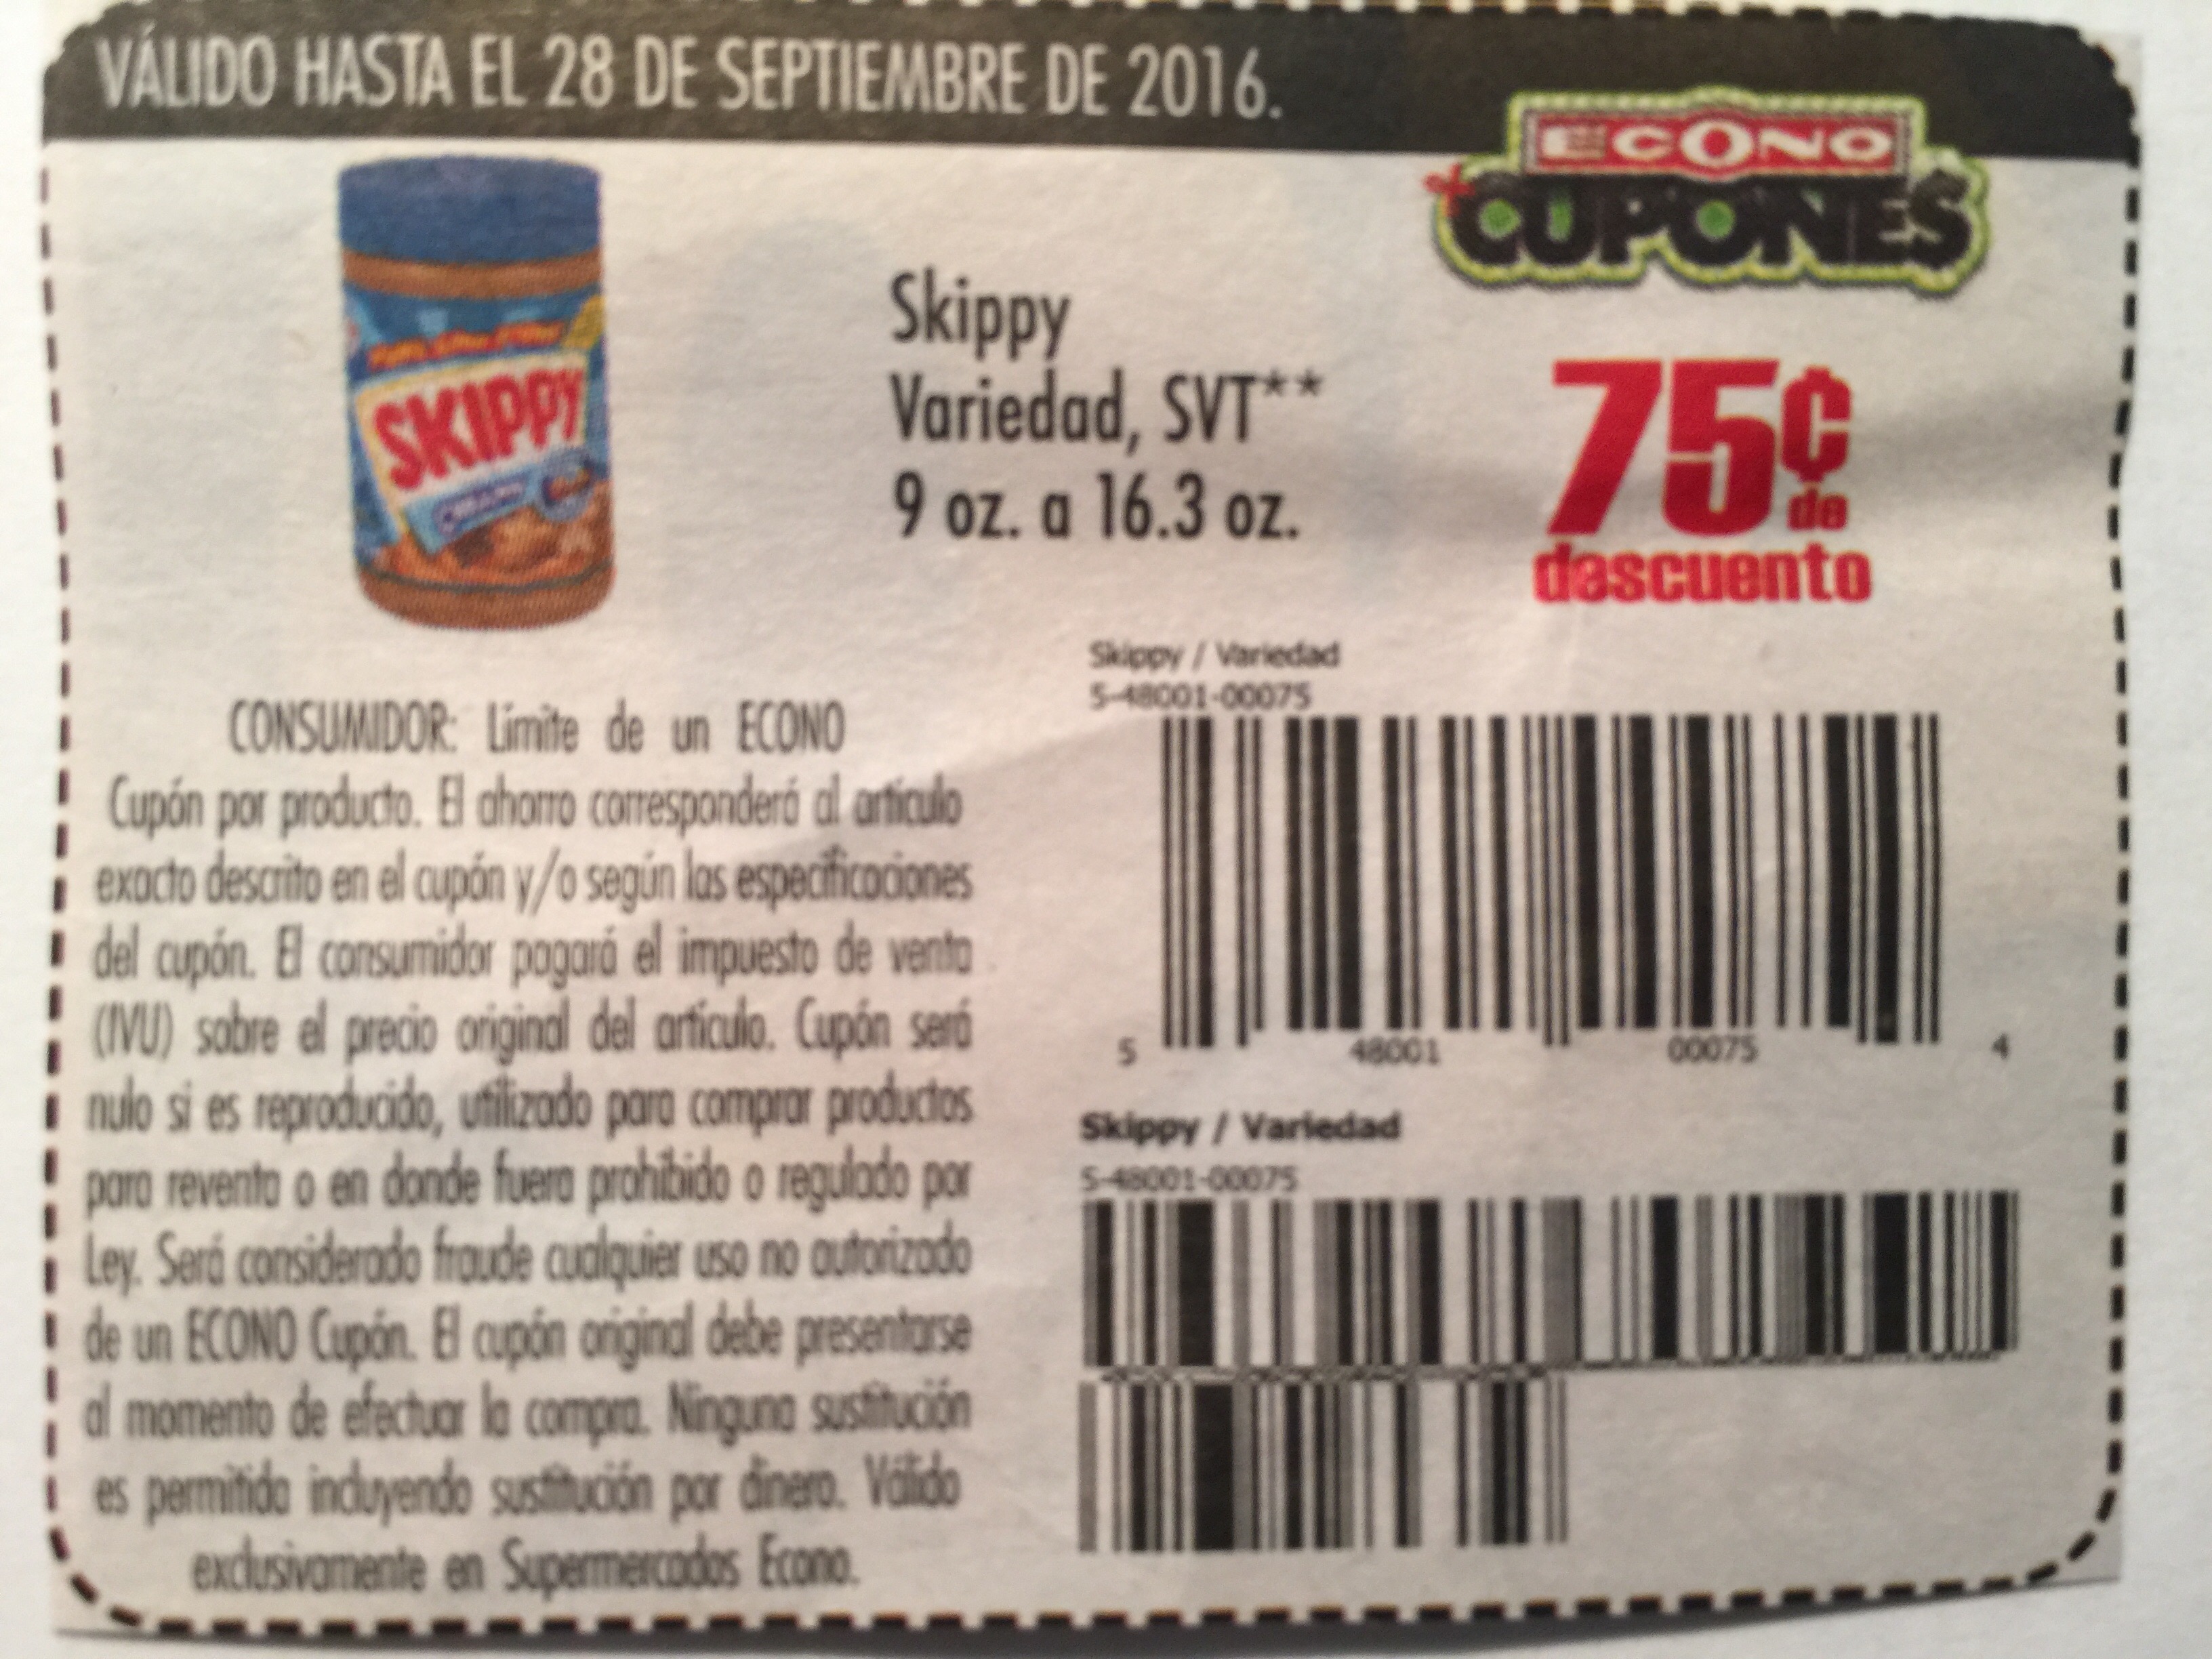 VÁLIDO HASTA EL 28 DE SEPTIEMBRE DE 2016.
ECONO
CUPONES
SKIPPY
Skippy
Variedad, SVT**
9 oz. a 16.3 oz.
75¢
de
descuento
CONSUMIDOR: Límite de un ECONO
Cupón por producto. El ahorro corresponderá al artículo
exacto descrito en el cupón y/o según las especificaciones
del cupón. El consumidor pagará el impuesto de venta
(IVU) sobre el precio original del artículo. Cupón será
nulo si es reproducido, utilizado para comprar productos
para reventa o en donde fuera prohibido o regulado por
Ley. Será considerado fraude cualquier uso no autorizado
de un ECONO Cupón. El cupón original debe presentarse
al momento de efectuar la compra. Ninguna sustitución
es permitida incluyendo sustitución por dinero. Válido
exclusivamente en Supermercados Econo.
Skippy / Variedad
5-48001-00075
5 48001 00075 4
Skippy / Variedad
5-48001-00075